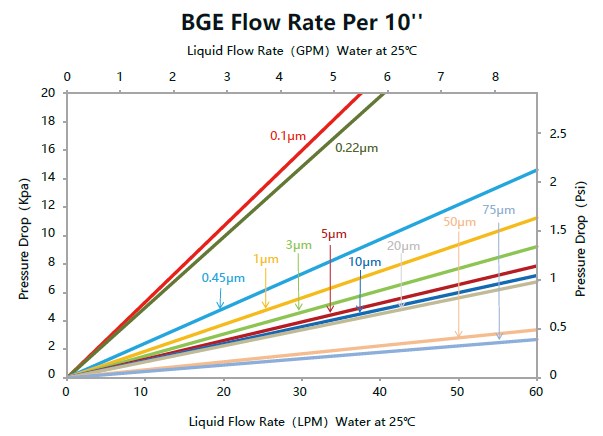 BGE Flow Rate Per 10''
Liquid Flow Rate（GPM）Water at 25℃
0 1 2 3 4 5 6 7 8
20
18
16
14
12
10
8
6
4
2
0
Pressure Drop（Kpa）
2.5
2
1.5
1
0.5
0
Pressure Drop（Psi）
0.1μm
0.22μm
0.45μm
1μm
3μm
5μm
10μm
20μm
50μm
75μm
0 10 20 30 40 50 60
Liquid Flow Rate（LPM）Water at 25℃